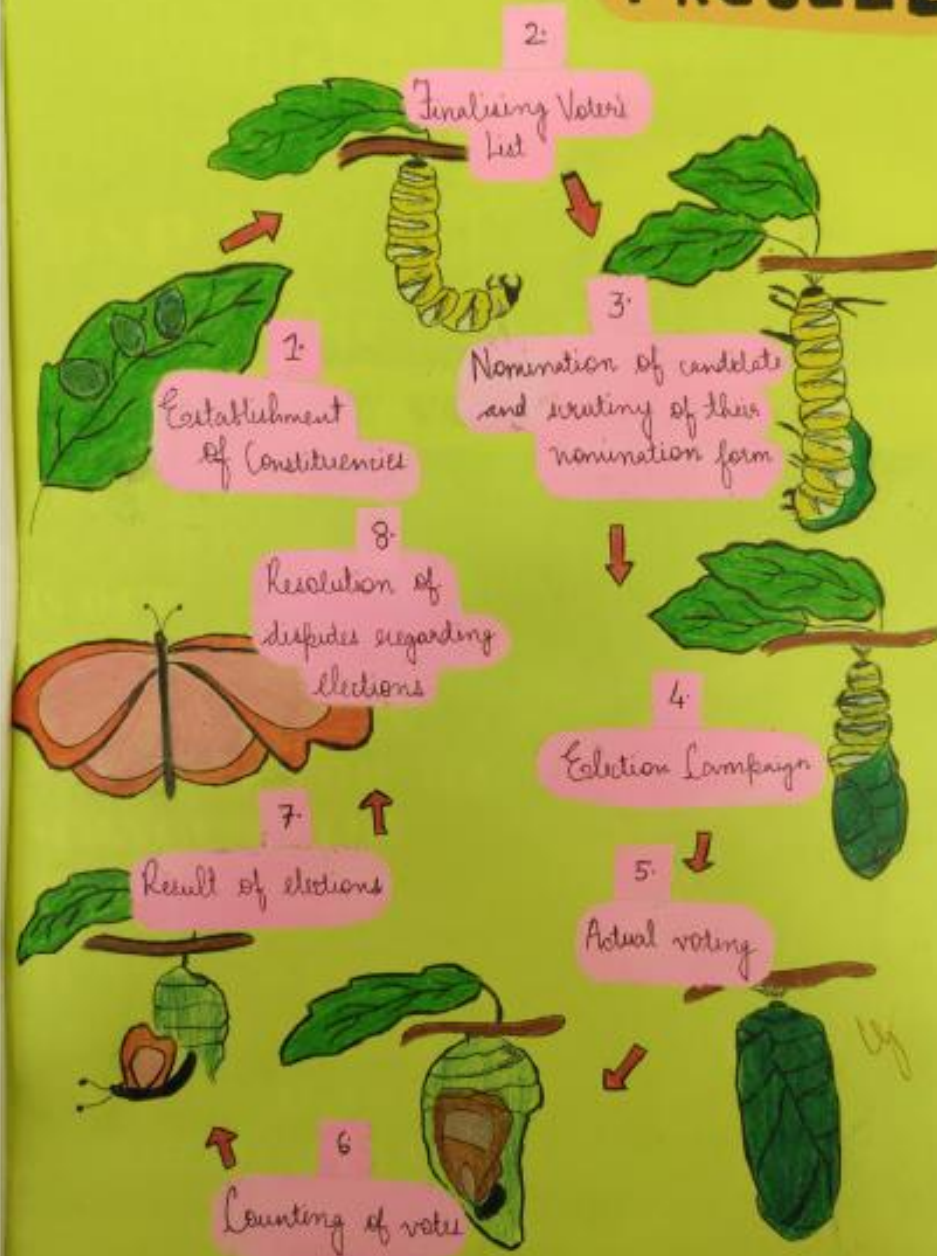 1.
Establishment
of Constituencies
2.
Finalising Voter's
List
3.
Nomination of candidate
and scrutiny of their
nomination form
4.
Election Campaign
5.
Actual voting
6
Counting of votes
7.
Result of elections
8.
Resolution of
disputes regarding
elections